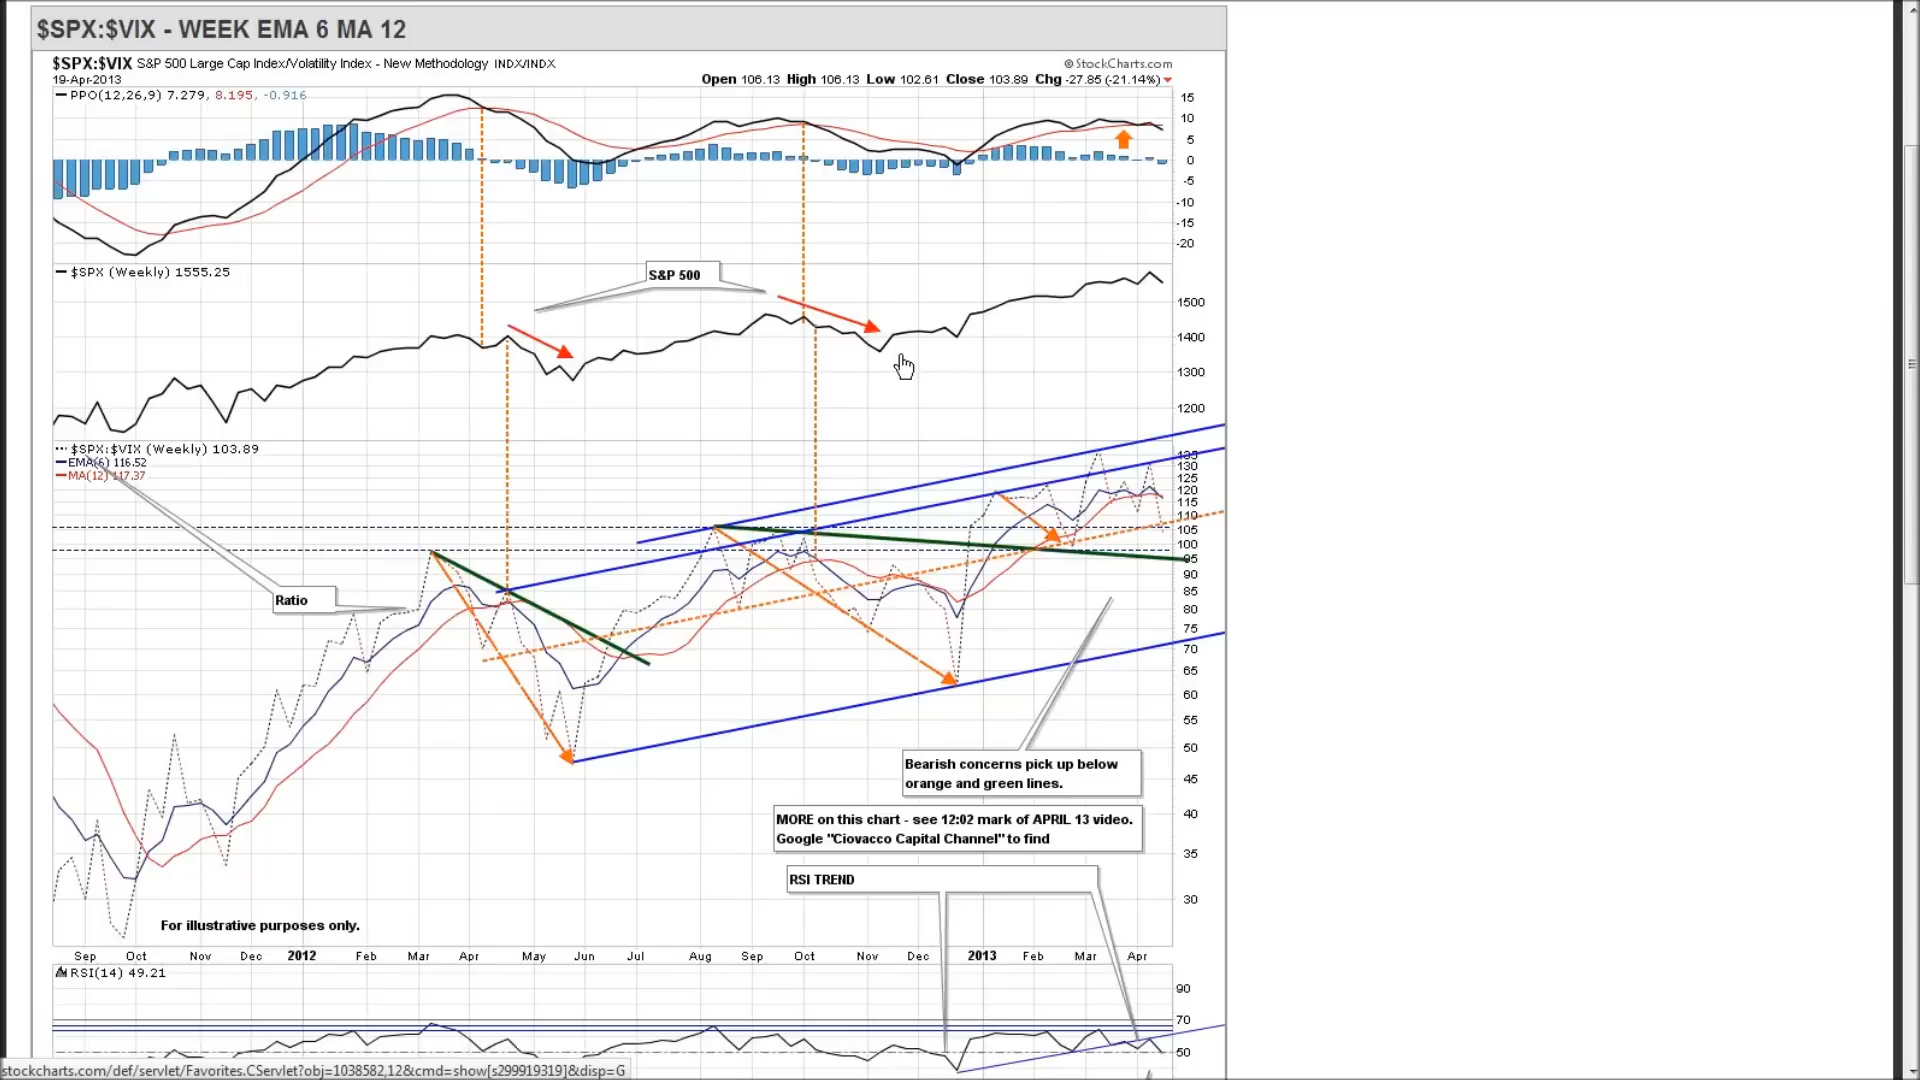 $SPX:$VIX - WEEK EMA 6 MA 12
$SPX:$VIX S&P 500 Large Cap Index/Volatility Index - New Methodology INDX/INDX
© StockCharts.com
19-Apr-2013
Open 106.13 High 106.13 Low 102.61 Close 103.89 Chg -27.85 (-21.14%)
PPO(12,26,9) 7.279, 8.195, -0.916
15
10
5
0
-5
-10
-15
-20
$SPX (Weekly) 1555.25
S&P 500
1500
1400
1300
1200
$SPX:$VIX (Weekly) 103.89
EMA(6) 116.52
MA(12) 117.37
135
130
125
120
115
110
105
100
95
90
85
80
75
70
65
60
55
50
45
40
35
30
Ratio
Bearish concerns pick up below
orange and green lines.
MORE on this chart - see 12:02 mark of APRIL 13 video.
Google "Ciovacco Capital Channel" to find
RSI TREND
For illustrative purposes only.
Sep Oct Nov Dec 2012 Feb Mar Apr May Jun Jul Aug Sep Oct Nov Dec 2013 Feb Mar Apr
RSI(14) 49.21
90
70
50
stockcharts.com/def/servlet/Favorites.CServlet?obj=1038582,12&cmd=show[s299919319]&disp=G